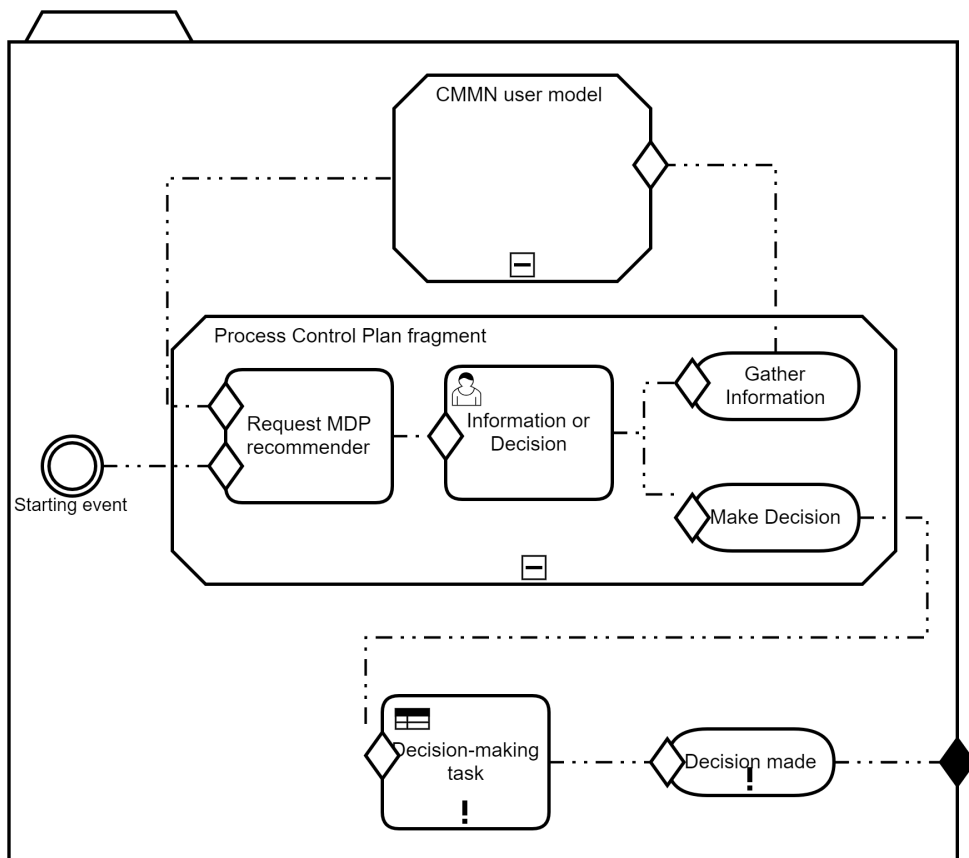 CMMN user model
Process Control Plan fragment
Request MDP
recommender
Information or
Decision
Gather
Information
Make Decision
Starting event
Decision-making
task
!
Decision made
!